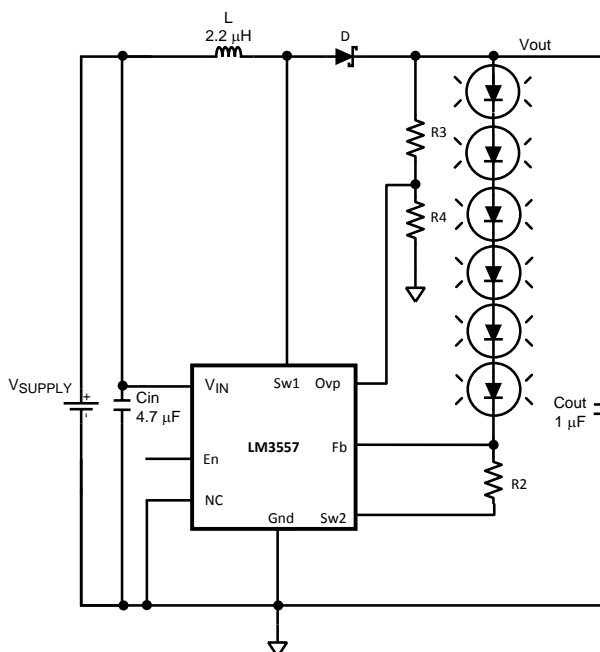 L
2.2 μH
D
Vout
R3
R4
VSUPPLY
+
-
Cin
4.7 μF
VIN
Sw1
Ovp
LM3557
En
Fb
NC
Gnd
Sw2
R2
Cout
1 μF